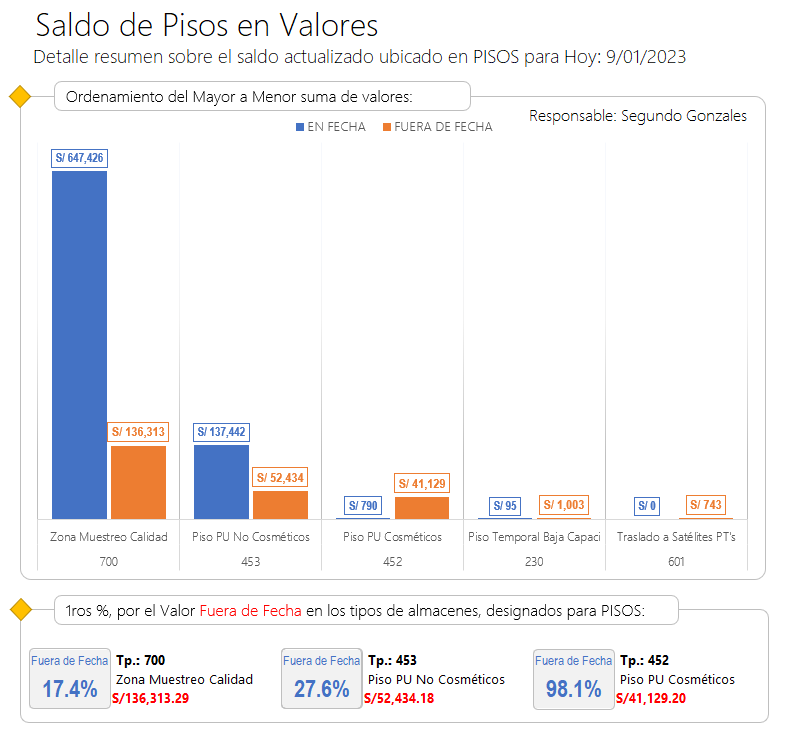 Saldo de Pisos en Valores
Detalle resumen sobre el saldo actualizado ubicado en PISOS para Hoy: 9/01/2023
Ordenamiento del Mayor a Menor suma de valores:
Responsable: Segundo Gonzales
EN FECHA FUERA DE FECHA
S/ 647,426
S/ 136,313
S/ 137,442
S/ 52,434
S/ 790
S/ 41,129
S/ 95
S/ 1,003
S/ 0
S/ 743
Zona Muestreo Calidad Piso PU No Cosméticos Piso PU Cosméticos Piso Temporal Baja Capaci Traslado a Satélites PT's
700 453 452 230 601
1ros %, por el Valor Fuera de Fecha en los tipos de almacenes, designados para PISOS:
Fuera de Fecha
17.4%
Tp.: 700
Zona Muestreo Calidad
S/136,313.29
Fuera de Fecha
27.6%
Tp.: 453
Piso PU No Cosméticos
S/52,434.18
Fuera de Fecha
98.1%
Tp.: 452
Piso PU Cosméticos
S/41,129.20